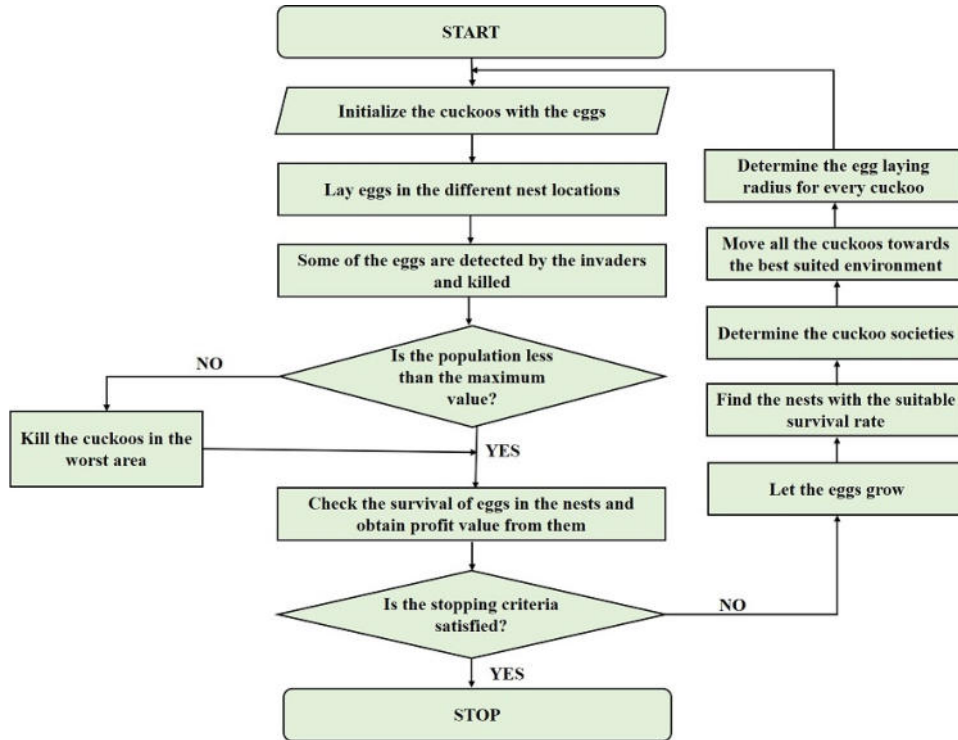 START
Initialize the cuckoos with the eggs
Lay eggs in the different nest locations
Some of the eggs are detected by the invaders
and killed
Is the population less
than the maximum
value?
NO
Kill the cuckoos in the
worst area
YES
Check the survival of eggs in the nests and
obtain profit value from them
Is the stopping criteria
satisfied?
NO
YES
STOP
Let the eggs grow
Find the nests with the suitable
survival rate
Determine the cuckoo societies
Move all the cuckoos towards
the best suited environment
Determine the egg laying
radius for every cuckoo